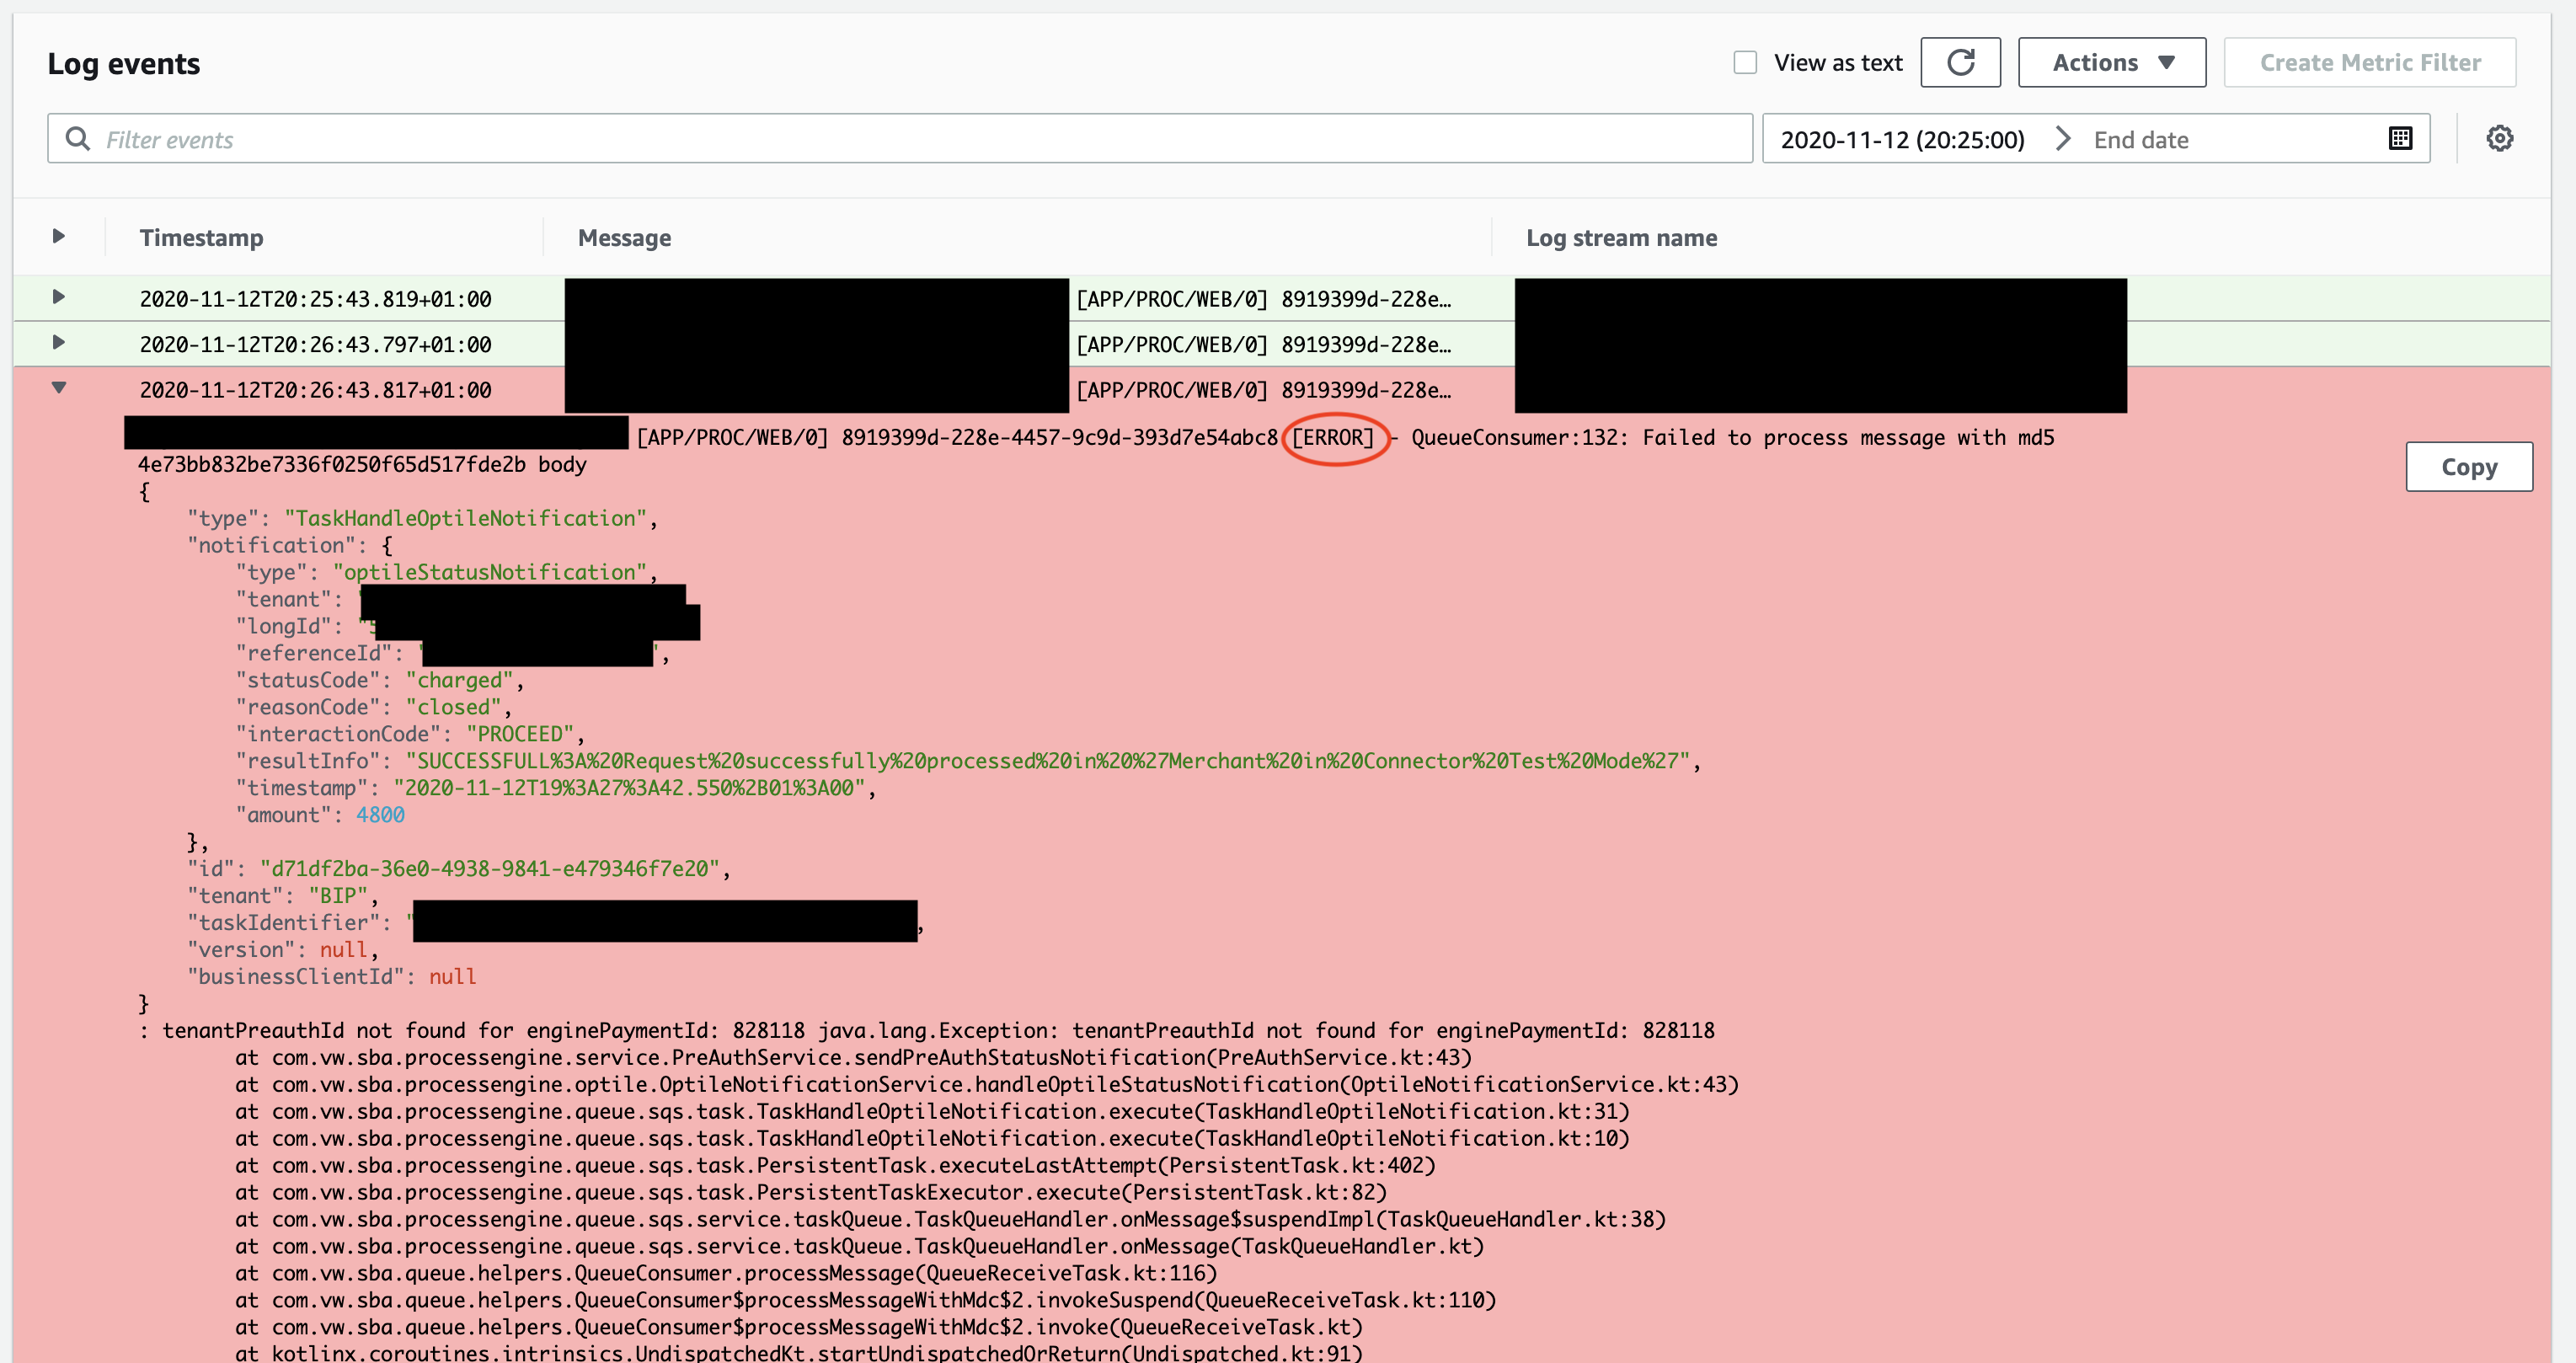 Log events
View as text
Actions
Create Metric Filter
Filter events
2020-11-12 (20:25:00)
End date
Timestamp Message Log stream name
2020-11-12T20:25:43.819+01:00 [APP/PROC/WEB/0] 8919399d-228e…
2020-11-12T20:26:43.797+01:00 [APP/PROC/WEB/0] 8919399d-228e…
2020-11-12T20:26:43.817+01:00 [APP/PROC/WEB/0] 8919399d-228e…
[APP/PROC/WEB/0] 8919399d-228e-4457-9c9d-393d7e54abc8 [ERROR] - QueueConsumer:132: Failed to process message with md5
4e73bb832be7336f0250f65d517fde2b body
Copy
{
"type": "TaskHandleOptileNotification",
"notification": {
"type": "optileStatusNotification",
"tenant": "
"longId": "5
"referenceId": "",
"statusCode": "charged",
"reasonCode": "closed",
"interactionCode": "PROCEED",
"resultInfo": "SUCCESSFULL%3A%20Request%20successfully%20processed%20in%20%27Merchant%20in%20Connector%20Test%20Mode%27",
"timestamp": "2020-11-12T19%3A27%3A42.550%2B01%3A00",
"amount": 4800
},
"id": "d71df2ba-36e0-4938-9841-e479346f7e20",
"tenant": "BIP",
"taskIdentifier": ",
"version": null,
"businessClientId": null
}
: tenantPreauthId not found for enginePaymentId: 828118 java.lang.Exception: tenantPreauthId not found for enginePaymentId: 828118
at com.vw.sba.processengine.service.PreAuthService.sendPreAuthStatusNotification(PreAuthService.kt:43)
at com.vw.sba.processengine.optile.OptileNotificationService.handleOptileStatusNotification(OptileNotificationService.kt:43)
at com.vw.sba.processengine.queue.sqs.task.TaskHandleOptileNotification.execute(TaskHandleOptileNotification.kt:31)
at com.vw.sba.processengine.queue.sqs.task.TaskHandleOptileNotification.execute(TaskHandleOptileNotification.kt:10)
at com.vw.sba.processengine.queue.sqs.task.PersistentTask.executeLastAttempt(PersistentTask.kt:402)
at com.vw.sba.processengine.queue.sqs.task.PersistentTaskExecutor.execute(PersistentTask.kt:82)
at com.vw.sba.processengine.queue.sqs.service.taskQueue.TaskQueueHandler.onMessage$suspendImpl(TaskQueueHandler.kt:38)
at com.vw.sba.processengine.queue.sqs.service.taskQueue.TaskQueueHandler.onMessage(TaskQueueHandler.kt)
at com.vw.sba.queue.helpers.QueueConsumer.processMessage(QueueReceiveTask.kt:116)
at com.vw.sba.queue.helpers.QueueConsumer$processMessageWithMdc$2.invokeSuspend(QueueReceiveTask.kt:110)
at com.vw.sba.queue.helpers.QueueConsumer$processMessageWithMdc$2.invoke(QueueReceiveTask.kt)
at kotlinx.coroutines.intrinsics.UndispatchedKt.startUndispatchedOrReturn(Undispatched.kt:91)